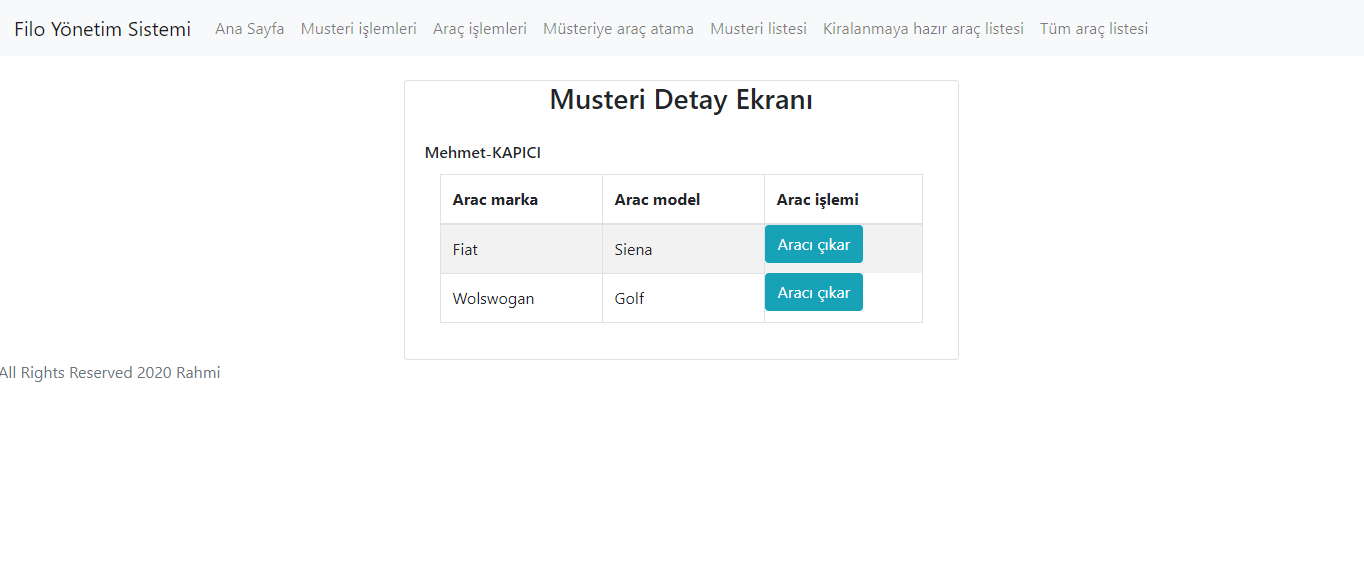 Filo Yönetim Sistemi Ana Sayfa Musteri işlemleri Araç işlemleri Müsteriye araç atama Musteri listesi Kiralanmaya hazır araç listesi Tüm araç listesi
Musteri Detay Ekranı
Mehmet-KAPICI
Arac marka Arac model Arac işlemi
Fiat Siena Aracı çıkar
Wolswogan Golf Aracı çıkar
All Rights Reserved 2020 Rahmi